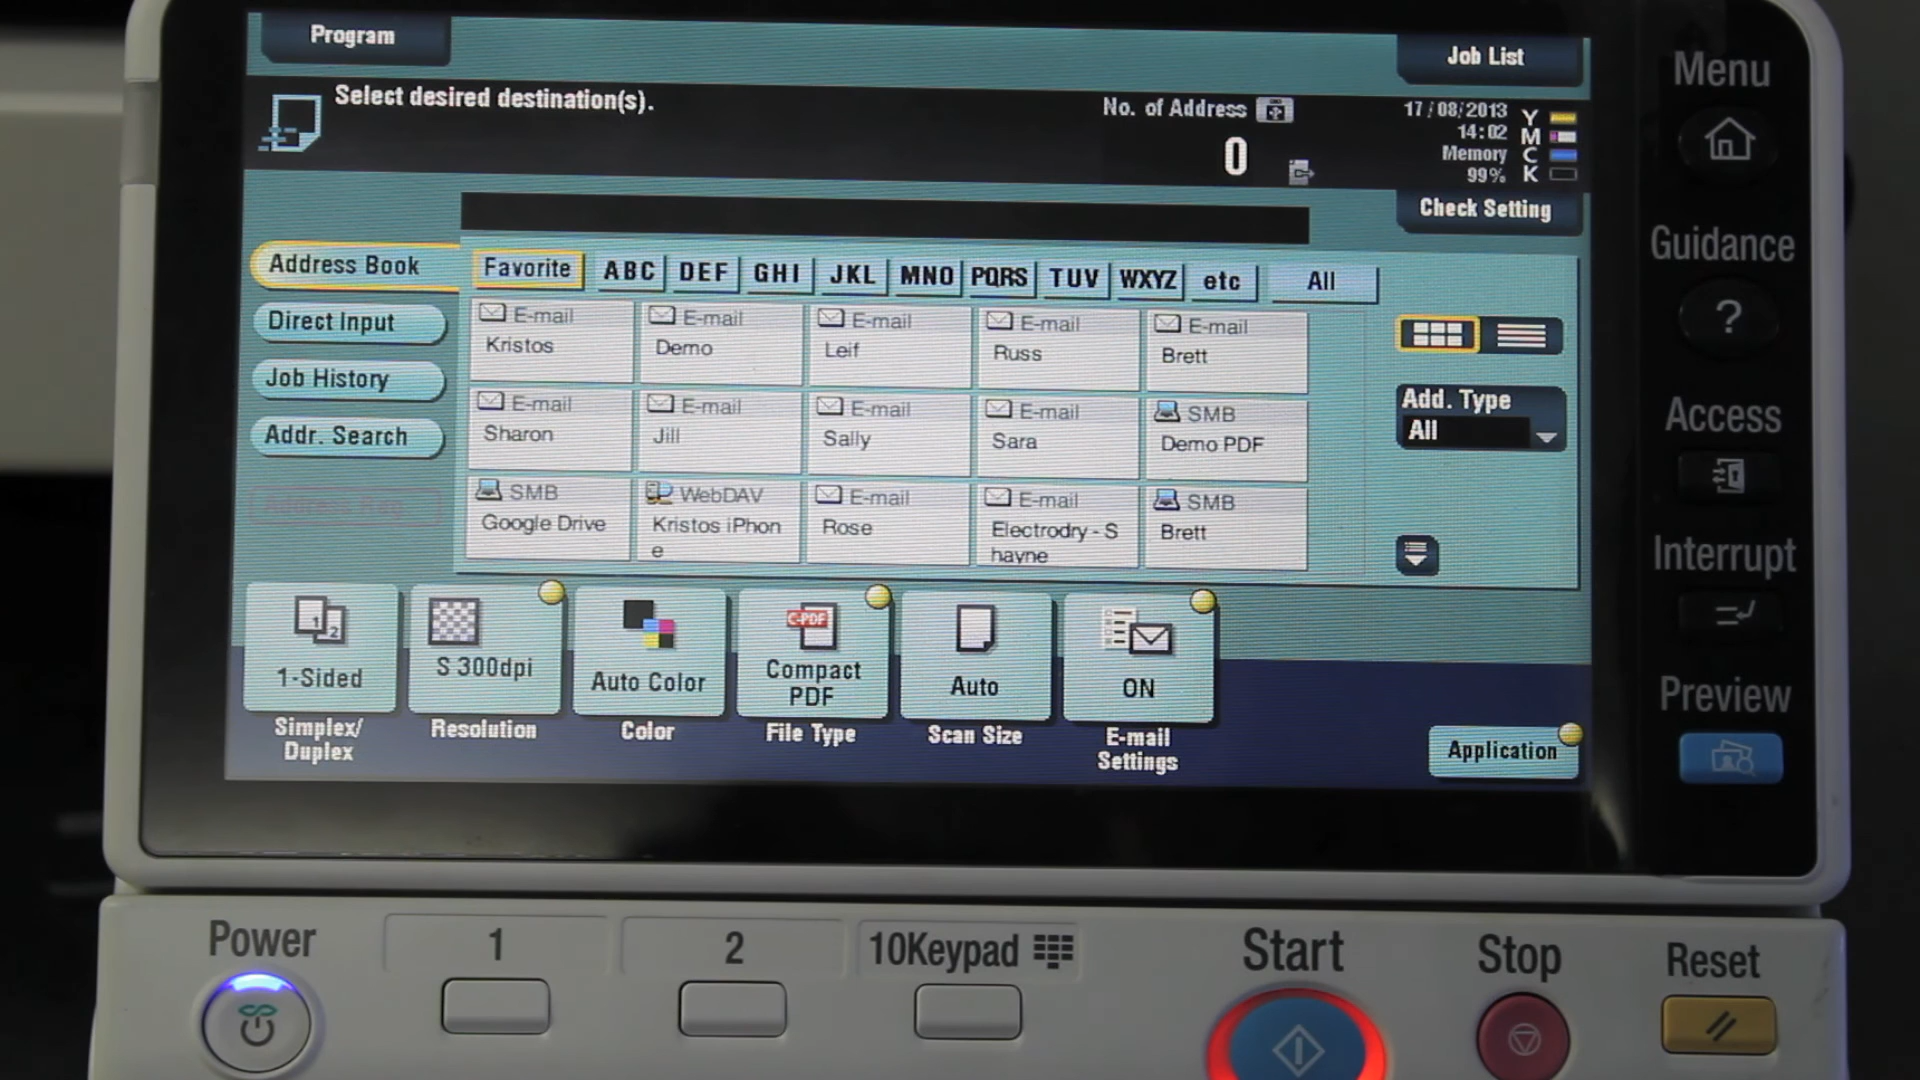 Program
Job List
Select desired destination(s).
No. of Address
0
17/08/2013
14:02
Memory
99%
Y
M
C
K
Check Setting
Address Book
Direct Input
Job History
Addr. Search
Favorite ABC DEF GHI JKL MNO PQRS TUV WXYZ etc All
E-mail
Kristos
E-mail
Demo
E-mail
Leif
E-mail
Russ
E-mail
Brett
E-mail
Sharon
E-mail
Jill
E-mail
Sally
E-mail
Sara
SMB
Demo PDF
SMB
Google Drive
WebDAV
Kristos iPhon
e
E-mail
Rose
E-mail
Electrodry - S
hayne
SMB
Brett
Add. Type
All
1
2
1-Sided
Simplex/
Duplex
S 300dpi
Resolution
Auto Color
Color
C-PDF
Compact
PDF
File Type
Auto
Scan Size
ON
E-mail
Settings
Application
Menu
Guidance
?
Access
Interrupt
Preview
Power
1
2
10Keypad
Start
Stop
Reset